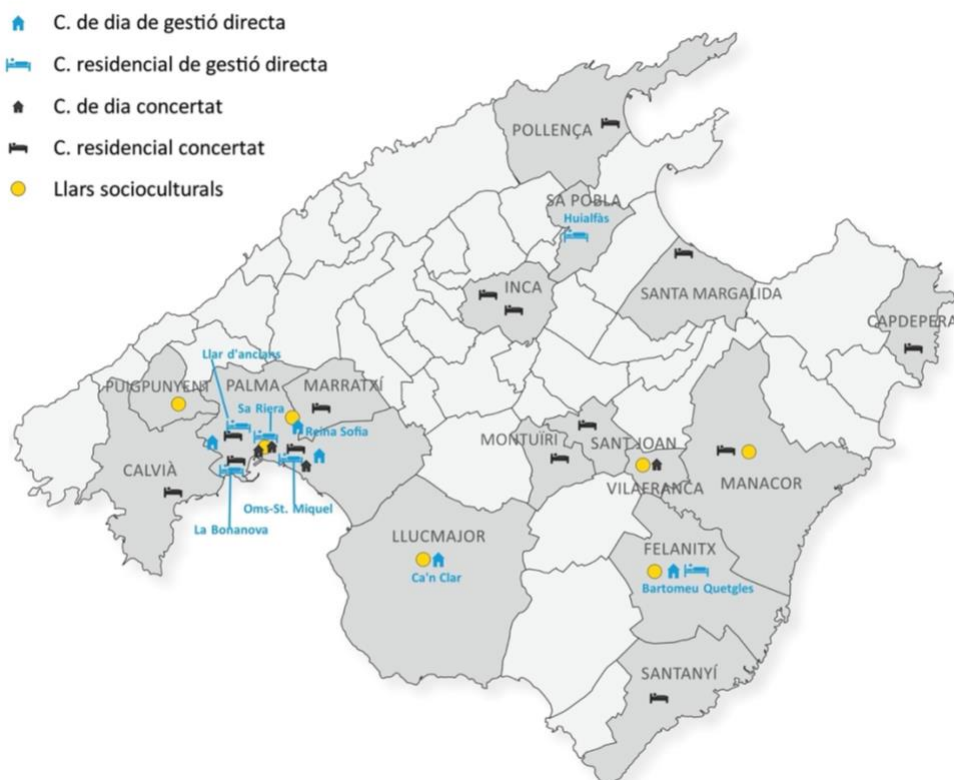 C. de dia de gestió directa
C. residencial de gestió directa
C. de dia concertat
C. residencial concertat
Llars socioculturals
POLLENÇA
SA POBLA
Huialfàs
INCA
SANTA MARGALIDA
CAPDEPERA
Llar d'ancians
PUIGPUNYENT
PALMA
MARRATXÍ
Sa Riera
Reina Sofia
MONTUÏRI
SANT JOAN
CALVIÀ
VILAFRANCA
MANACOR
Oms-St. Miquel
La Bonanova
LLUCMAJOR
FELANITX
Ca'n Clar
Bartomeu Quetgles
SANTANYÍ